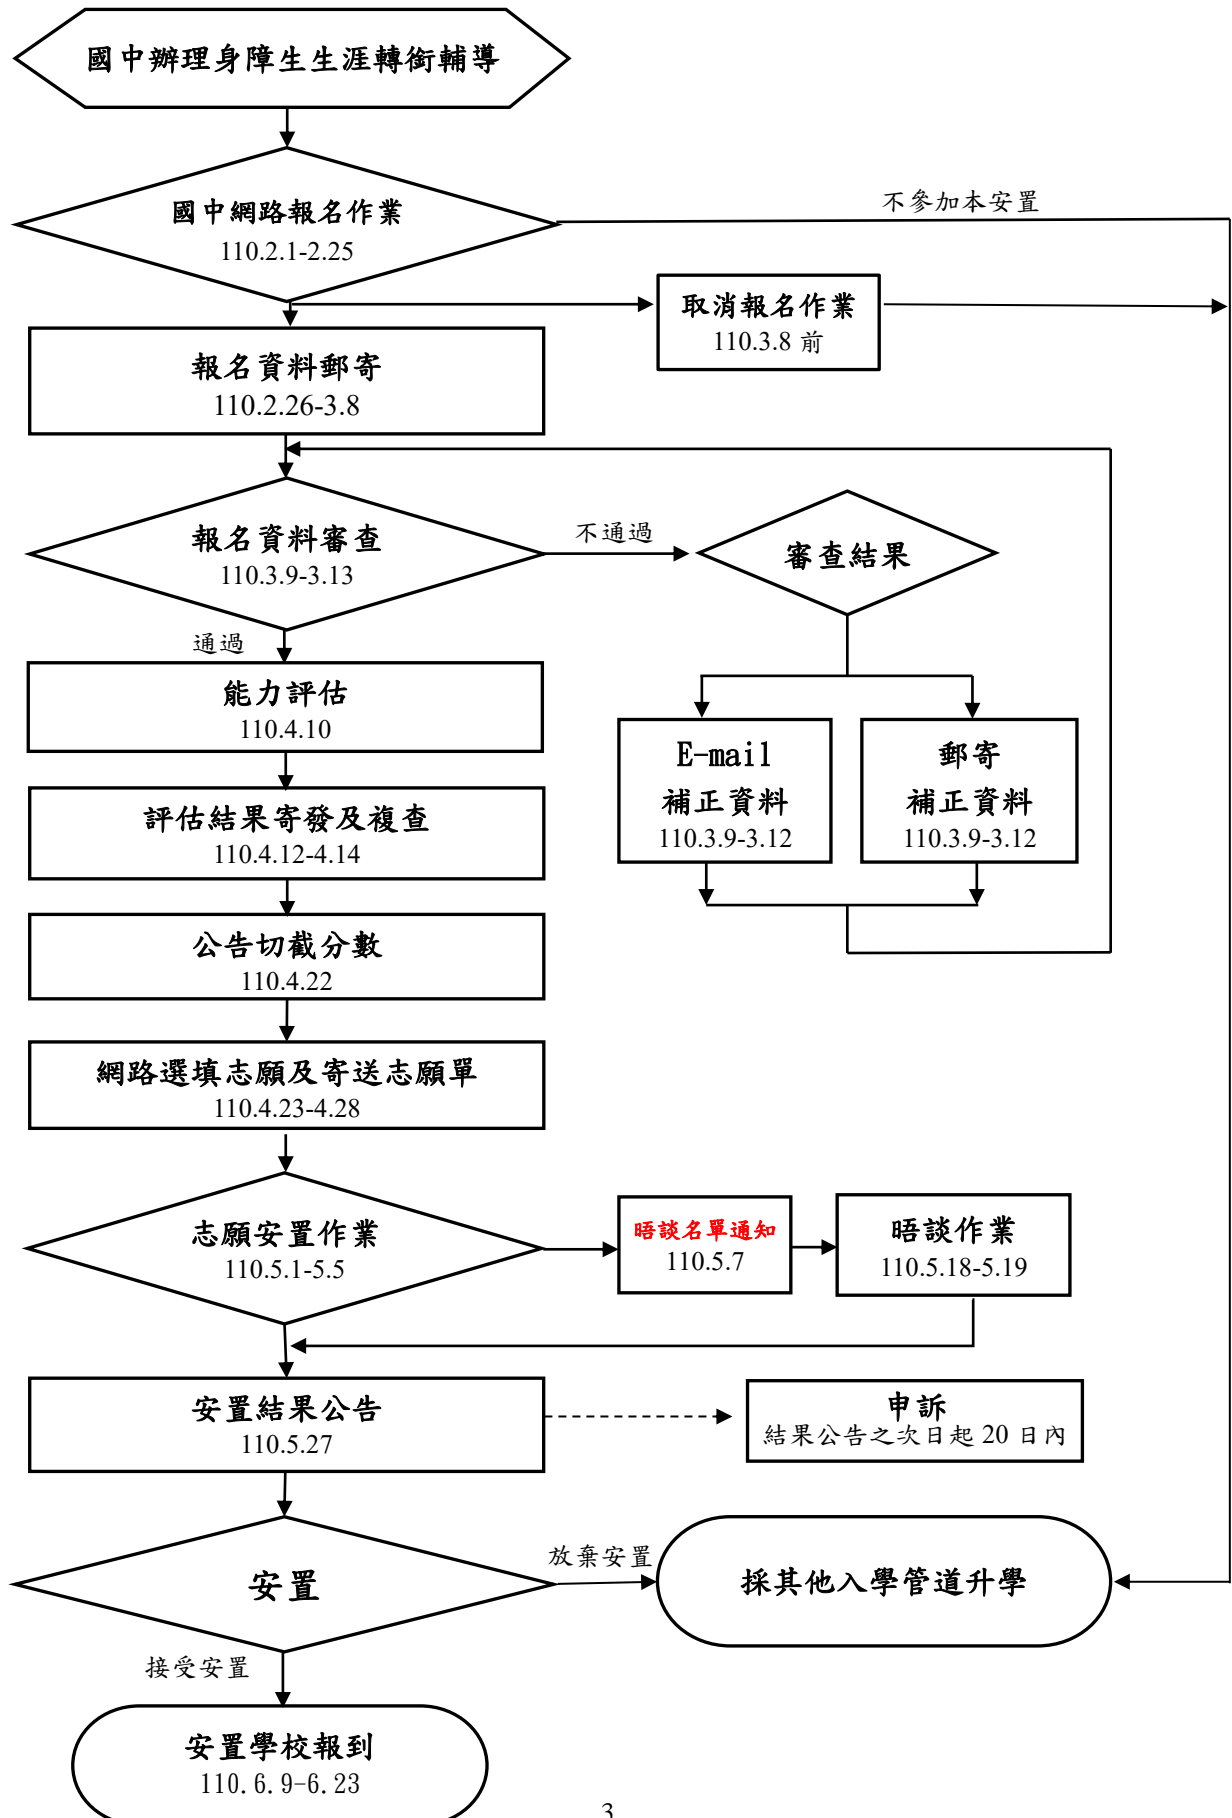 國中辦理身障生生涯轉銜輔導
國中網路報名作業
110.2.1-2.25
不參加本安置
取消報名作業
110.3.8 前
報名資料郵寄
110.2.26-3.8
報名資料審查
110.3.9-3.13
不通過
審查結果
通過
能力評估
110.4.10
E-mail
補正資料
110.3.9-3.12
郵寄
補正資料
110.3.9-3.12
評估結果寄發及複查
110.4.12-4.14
公告切截分數
110.4.22
網路選填志願及寄送志願單
110.4.23-4.28
志願安置作業
110.5.1-5.5
晤談名單通知
110.5.7
晤談作業
110.5.18-5.19
安置結果公告
110.5.27
申訴
結果公告之次日起 20 日內
安置
放棄安置
採其他入學管道升學
接受安置
安置學校報到
110.6.9-6.23
3